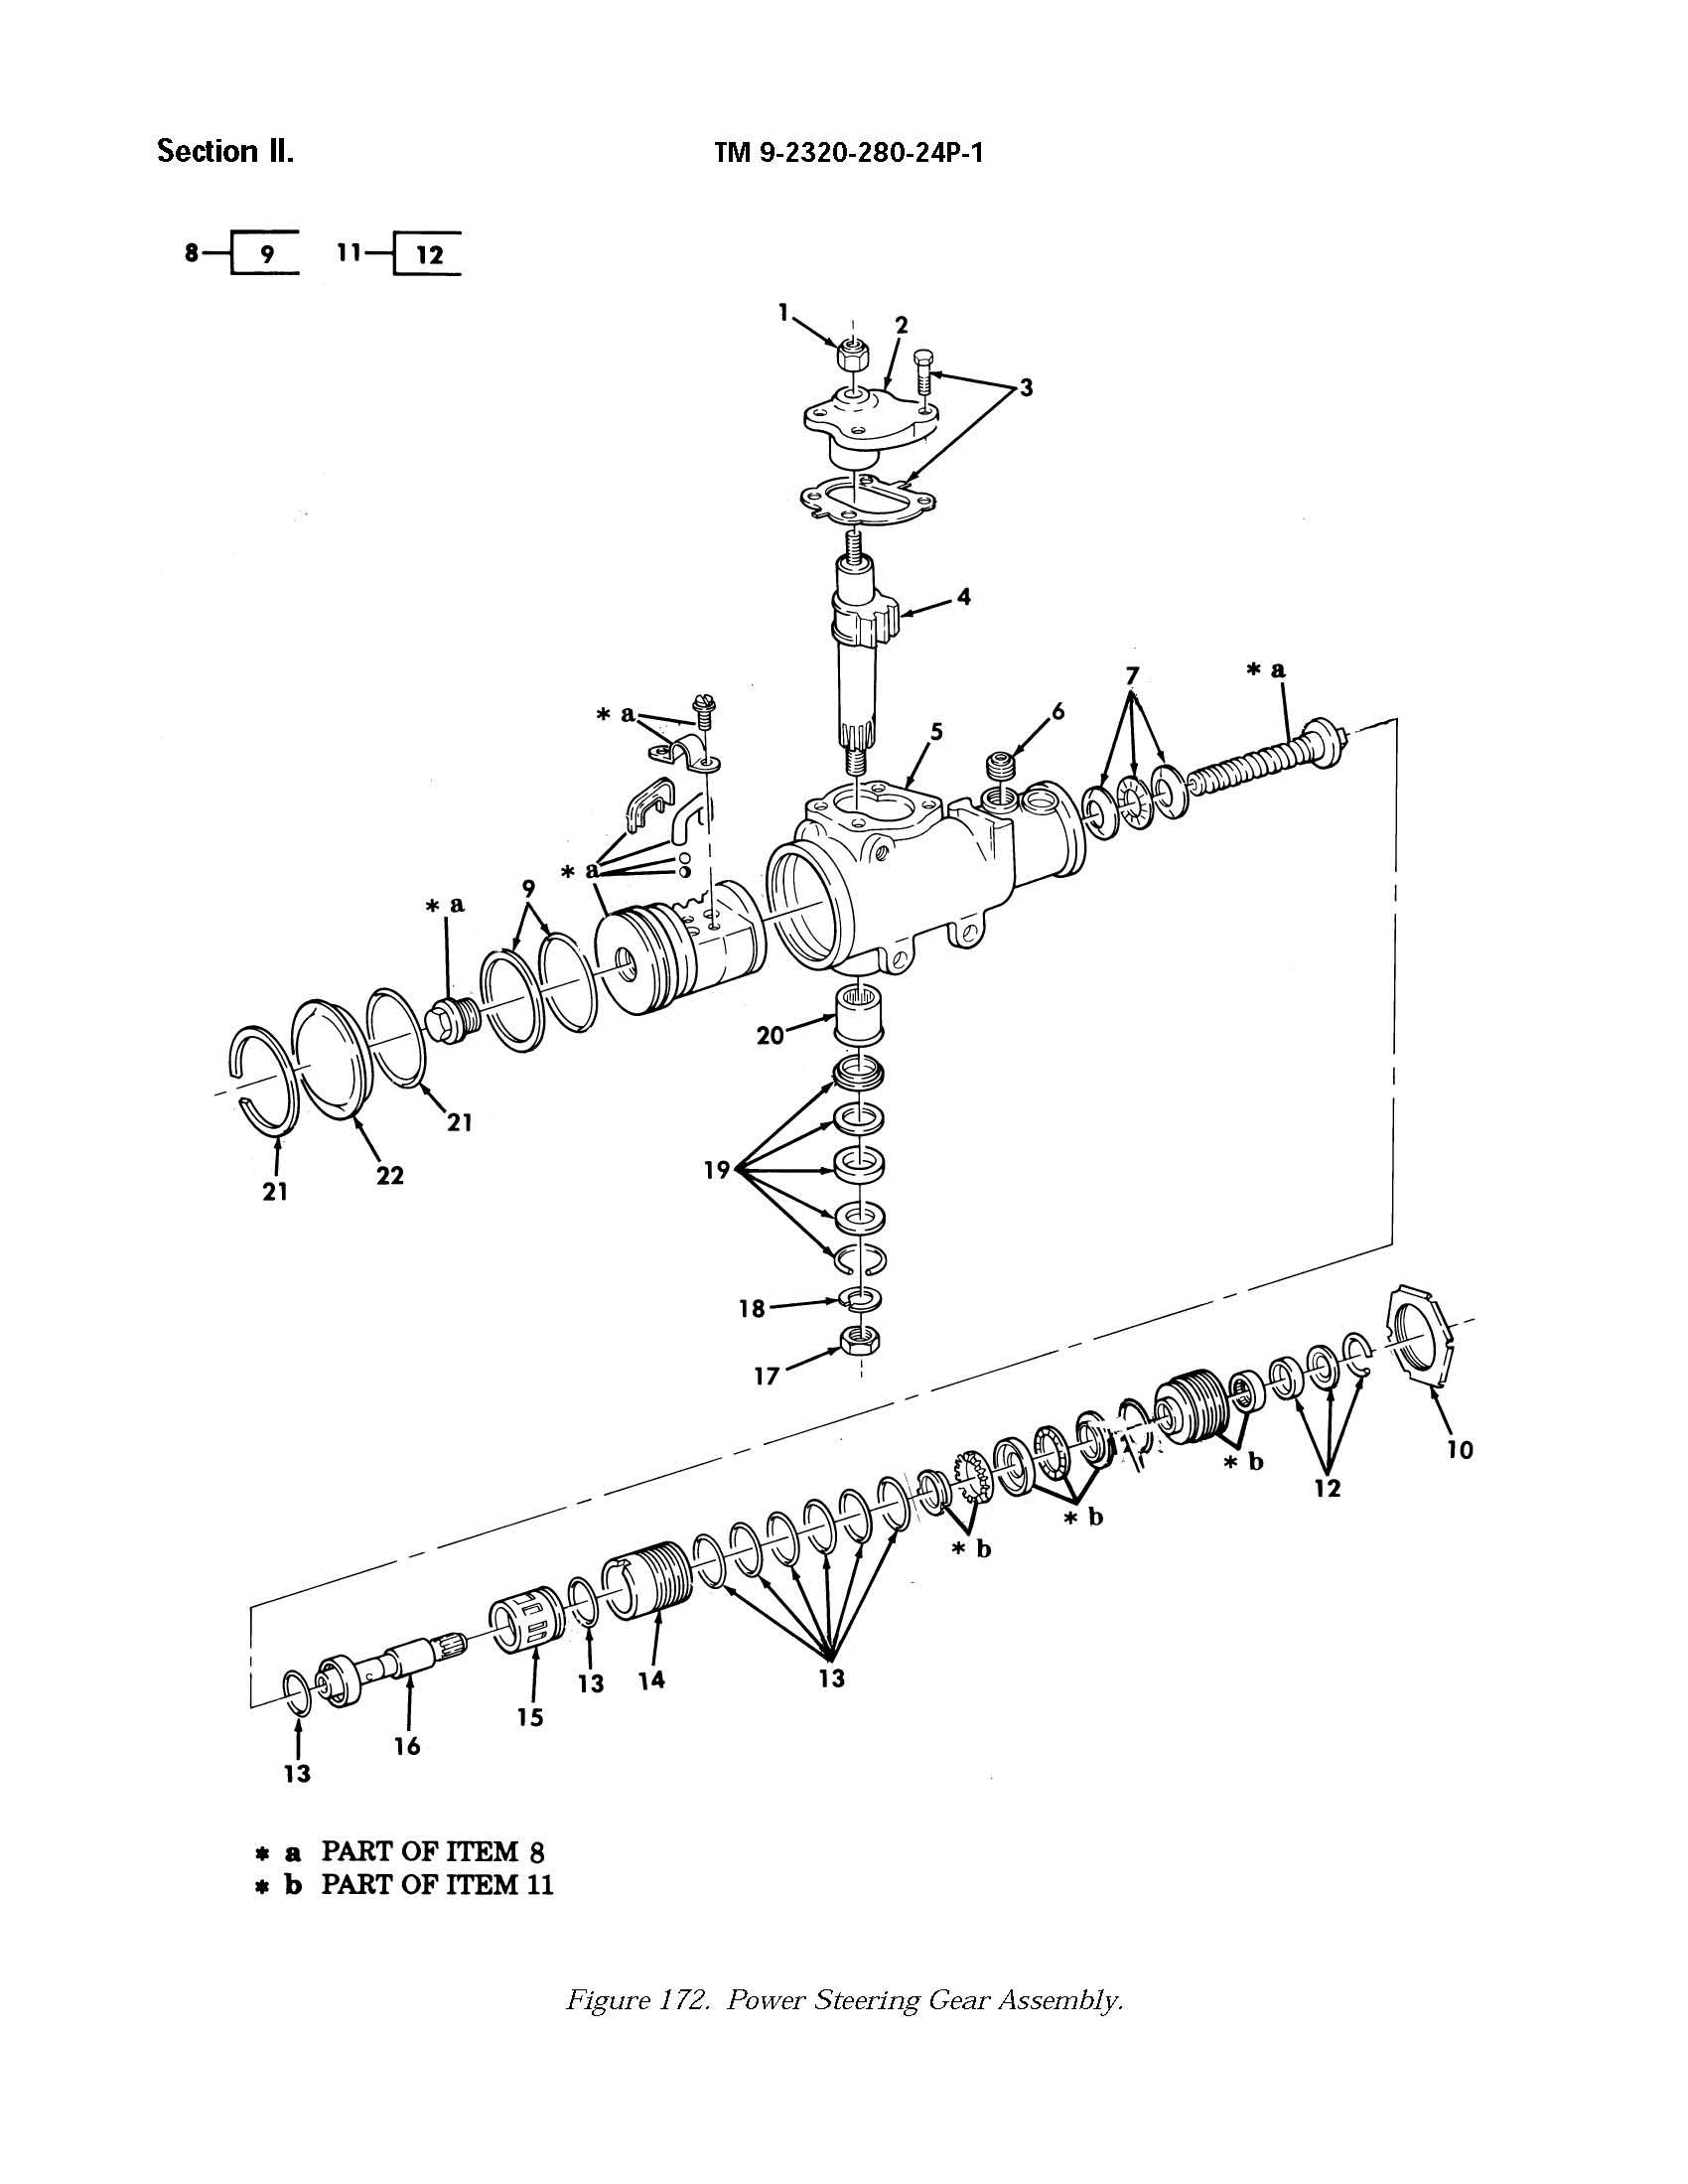 Section II.
TM 9-2320-280-24P-1
8 9 11 12
1
2
3
4
* a
7
* a
6
5
* a
9
* a
20
21
19
22
21
18
17
10
* b
12
* b
* b
13
14
13
15
16
13
* a PART OF ITEM 8
* b PART OF ITEM 11
Figure 172. Power Steering Gear Assembly.